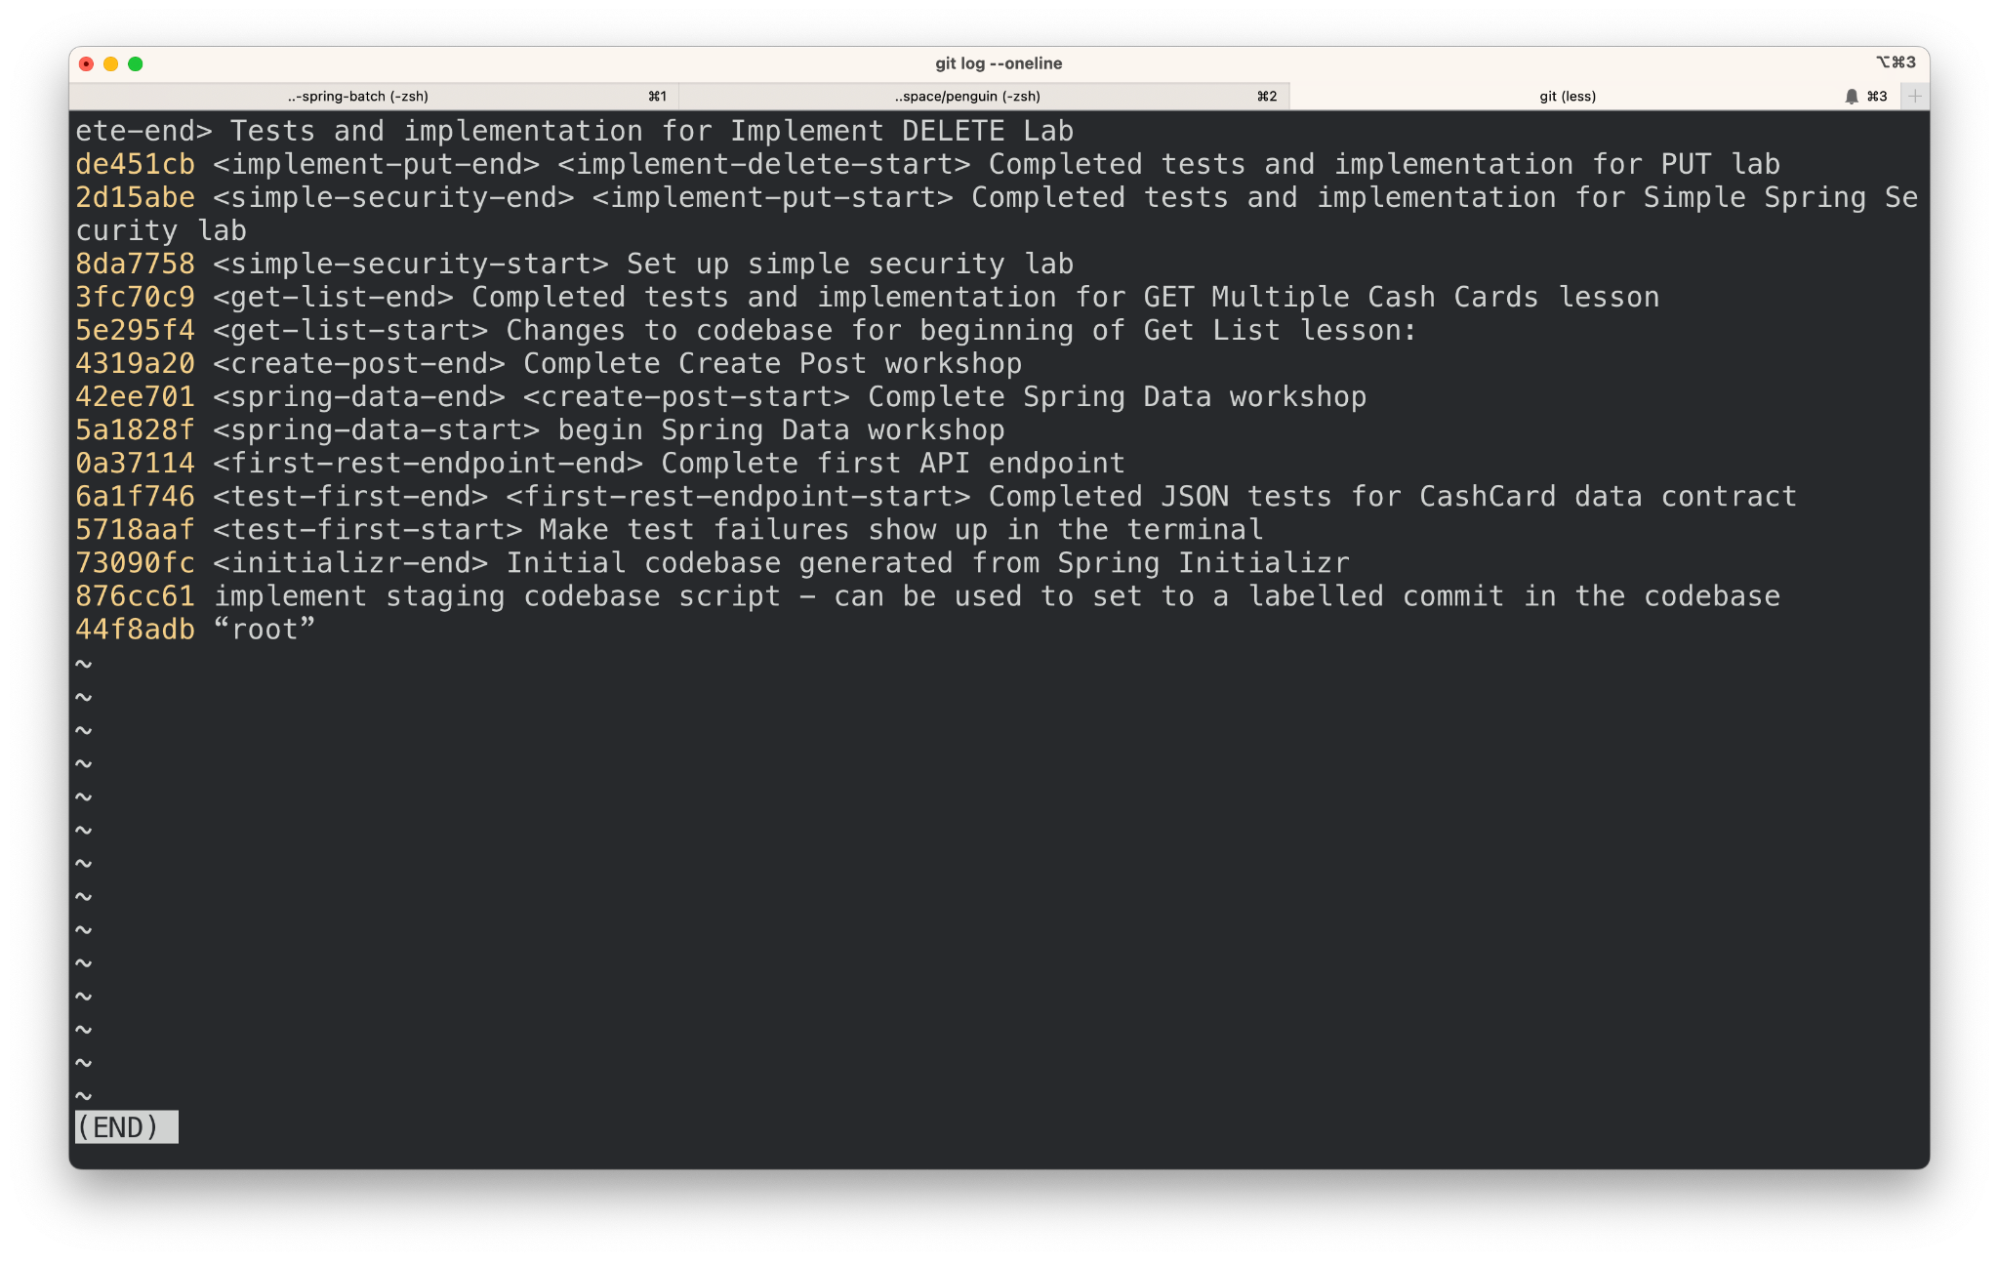 git log --oneline
⌥⌘3
..-spring-batch (-zsh) ⌘1 ..space/penguin (-zsh) ⌘2 git (less) ⌘3 +
ete-end> Tests and implementation for Implement DELETE Lab
de451cb <implement-put-end> <implement-delete-start> Completed tests and implementation for PUT lab
2d15abe <simple-security-end> <implement-put-start> Completed tests and implementation for Simple Spring Se
curity lab
8da7758 <simple-security-start> Set up simple security lab
3fc70c9 <get-list-end> Completed tests and implementation for GET Multiple Cash Cards lesson
5e295f4 <get-list-start> Changes to codebase for beginning of Get List lesson:
4319a20 <create-post-end> Complete Create Post workshop
42ee701 <spring-data-end> <create-post-start> Complete Spring Data workshop
5a1828f <spring-data-start> begin Spring Data workshop
0a37114 <first-rest-endpoint-end> Complete first API endpoint
6a1f746 <test-first-end> <first-rest-endpoint-start> Completed JSON tests for CashCard data contract
5718aaf <test-first-start> Make test failures show up in the terminal
73090fc <initializr-end> Initial codebase generated from Spring Initializr
876cc61 implement staging codebase script - can be used to set to a labelled commit in the codebase
44f8adb “root”
~
~
~
~
~
~
~
~
~
~
~
~
~
~
(END)